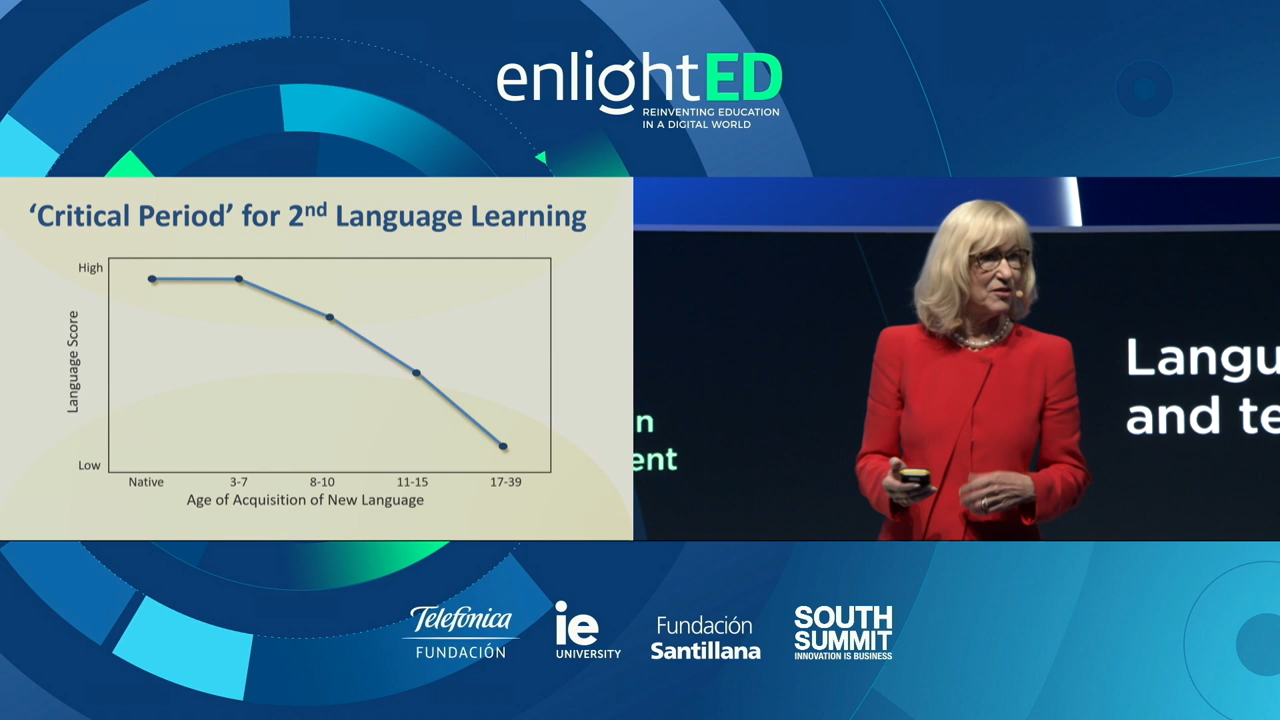 enlightED
REINVENTING EDUCATION
IN A DIGITAL WORLD
‘Critical Period’ for 2nd Language Learning
High
Language Score
Low
Native 3-7 8-10 11-15 17-39
Age of Acquisition of New Language
n
ent
Langu
and te
Telefónica
FUNDACIÓN
ie
UNIVERSITY
Fundación
Santillana
SOUTH
SUMMIT
INNOVATION IS BUSINESS